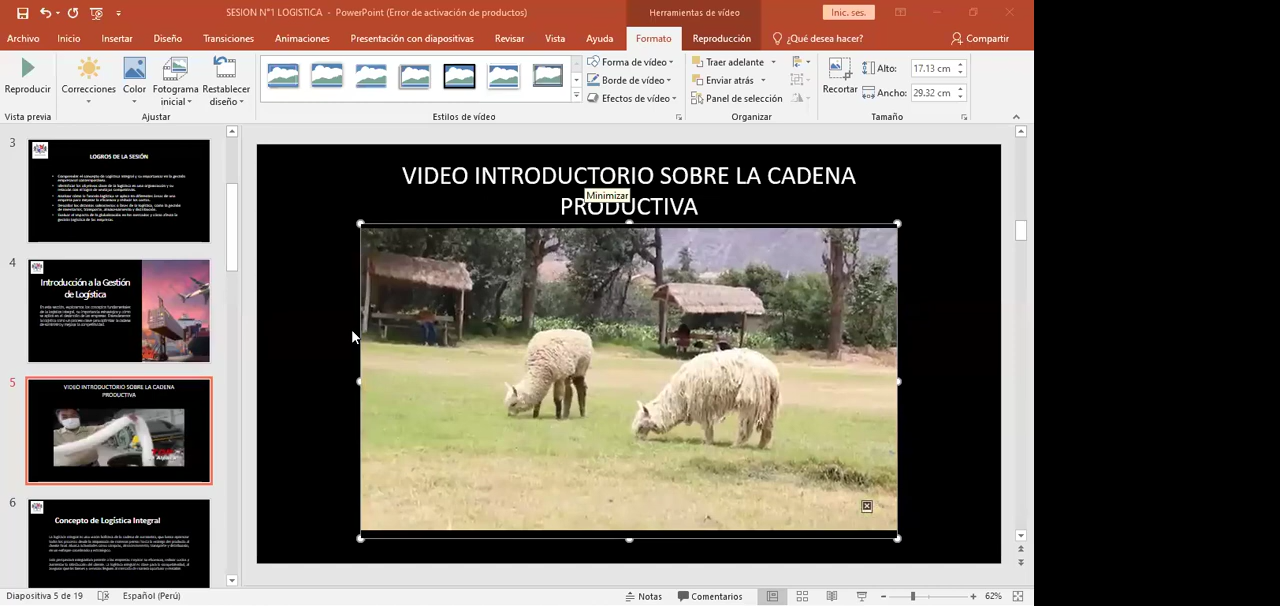 SESION N°1 LOGISTICA - PowerPoint (Error de activación de productos)
Herramientas de vídeo
Inic. ses.
Archivo Inicio Insertar Diseño Transiciones Animaciones Presentación con diapositivas Revisar Vista Ayuda Formato Reproducción ¿Qué desea hacer? Compartir
Reproducir
Correcciones Color Fotograma inicial Restablecer diseño
Forma de vídeo
Borde de vídeo
Efectos de vídeo
Traer adelante
Enviar atrás
Panel de selección
Recortar
Alto: 17.13 cm
Ancho: 29.32 cm
Vista previa Ajustar Estilos de vídeo Organizar Tamaño
3
LOGROS DE LA SESIÓN
4
Introducción a la Gestión
de Logística
5
VIDEO INTRODUCTORIO SOBRE LA CADENA
PRODUCTIVA
6
Concepto de Logística Integral
VIDEO INTRODUCTORIO SOBRE LA CADENA
Minimizar
PRODUCTIVA
Diapositiva 5 de 19 Español (Perú) Notas Comentarios 62%